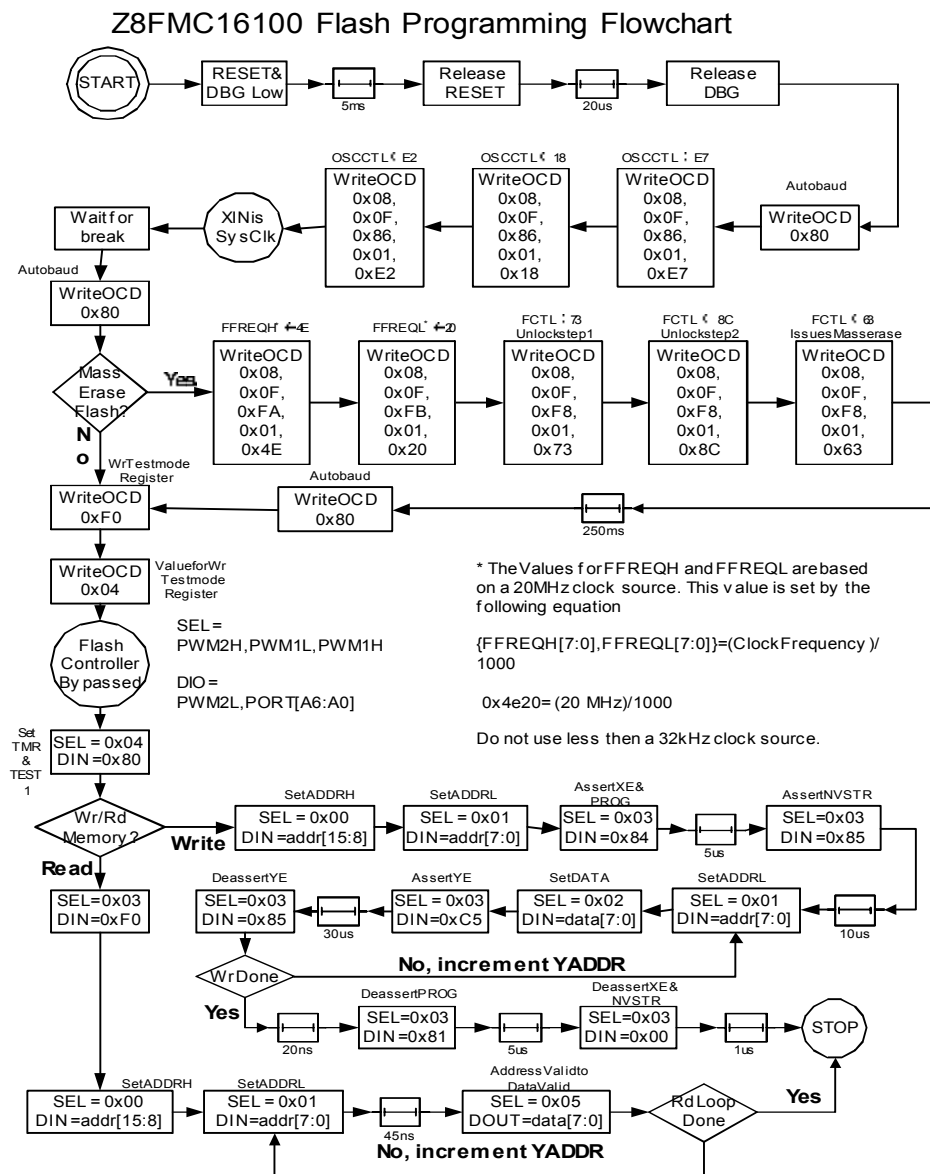 Z8FMC16100 Flash Programming Flowchart
START
RESET&
DBG Low
5ms
Release
RESET
20us
Release
DBG
Autobaud
WriteOCD
0x80
OSCCTL : E7
WriteOCD
0x08,
0x0F,
0x86,
0x01,
0xE7
OSCCTL 18
WriteOCD
0x08,
0x0F,
0x86,
0x01,
0x18
OSCCTL E2
WriteOCD
0x08,
0x0F,
0x86,
0x01,
0xE2
XINis
SysClk
Waitfor
break
Autobaud
WriteOCD
0x80
Mass
Erase
Flash?
Yes
No
FFREQH* ←4E
WriteOCD
0x08,
0x0F,
0xFA,
0x01,
0x4E
FFREQL* ←20
WriteOCD
0x08,
0x0F,
0xFB,
0x01,
0x20
FCTL : 73
Unlockstep1
WriteOCD
0x08,
0x0F,
0xF8,
0x01,
0x73
FCTL 8C
Unlockstep2
WriteOCD
0x08,
0x0F,
0xF8,
0x01,
0x8C
FCTL 63
IssuesMasserase
WriteOCD
0x08,
0x0F,
0xF8,
0x01,
0x63
250ms
Autobaud
WriteOCD
0x80
WrTestmode
Register
WriteOCD
0xF0
WriteOCD
0x04
ValueforWr
Testmode
Register
Flash
Controller
Bypassed
SEL=
PWM2H,PWM1L,PWM1H
DIO=
PWM2L,PORT[A6:A0]
* TheValues forFFREQH and FFREQL arebased
on a 20MHz clock source. This value is set by the
following equation
{FFREQH[7:0],FFREQL[7:0]}=(ClockFrequency)/
1000
0x4e20=(20 MHz)/1000
Do not use less then a 32kHz clock source.
Set
TMR
&
TEST
1
SEL=0x04
DIN=0x80
Wr/Rd
Memory?
Write
Read
SetADDRH
SEL=0x00
DIN=addr[15:8]
SetADDRL
SEL=0x01
DIN=addr[7:0]
AssertXE&
PROG
SEL=0x03
DIN=0x84
5us
AssertNVSTR
SEL=0x03
DIN=0x85
10us
SetADDRL
SEL=0x01
DIN=addr[7:0]
SetDATA
SEL=0x02
DIN=data[7:0]
AssertYE
SEL=0x03
DIN=0xC5
30us
DeassertYE
SEL=0x03
DIN=0x85
WrDone
No, increment YADDR
Yes
20ns
DeassertPROG
SEL=0x03
DIN=0x81
5us
DeassertXE&
NVSTR
SEL=0x03
DIN=0x00
1us
STOP
SEL=0x03
DIN=0xF0
SetADDRH
SEL=0x00
DIN=addr[15:8]
SetADDRL
SEL=0x01
DIN=addr[7:0]
45ns
AddressValidto
DataValid
SEL=0x05
DOUT=data[7:0]
RdLoop
Done
Yes
No, increment YADDR